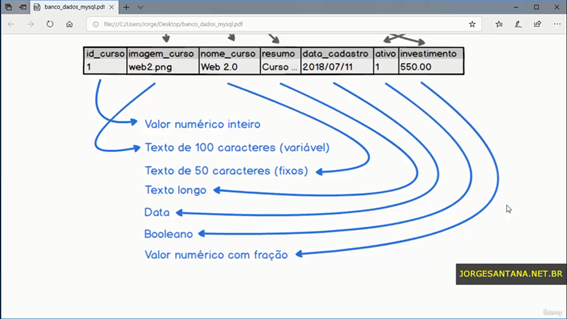 banco_dados_mysql.pdf
file:///C:/Users/Jorge/Desktop/banco_dados_mysql.pdf
id_curso imagem_curso nome_curso resumo data_cadastro ativo investimento
1 web2.png Web 2.0 Curso ... 2018/07/11 1 550.00
Valor numérico inteiro
Texto de 100 caracteres (variável)
Texto de 50 caracteres (fixos)
Texto longo
Data
Booleano
Valor numérico com fração
JORGESANTANA.NET.BR
Udemy